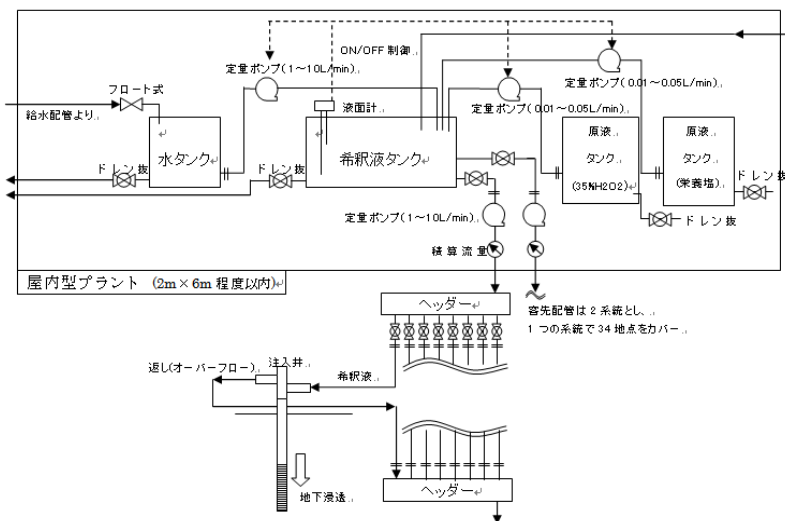 ON/OFF 制御
定量ポンプ(1～10L/min)
定量ポンプ(0.01～0.05L/min)
フロート式
給水配管より
液面計
定量ポンプ(0.01～0.05L/min)
水タンク
希釈液タンク
原液
タンク
(35%H2O2)
原液
タンク
(栄養塩)
ドレン抜
ドレン抜
ドレン抜
ドレン抜
定量ポンプ(1～10L/min)
積算流量
屋内型プラント (2m×6m 程度以内)
ヘッダー
客先配管は 2 系統とし、
1 つの系統で 34 地点をカバー
返し(オーバーフロー)
注入井
希釈液
地下浸透
ヘッダー